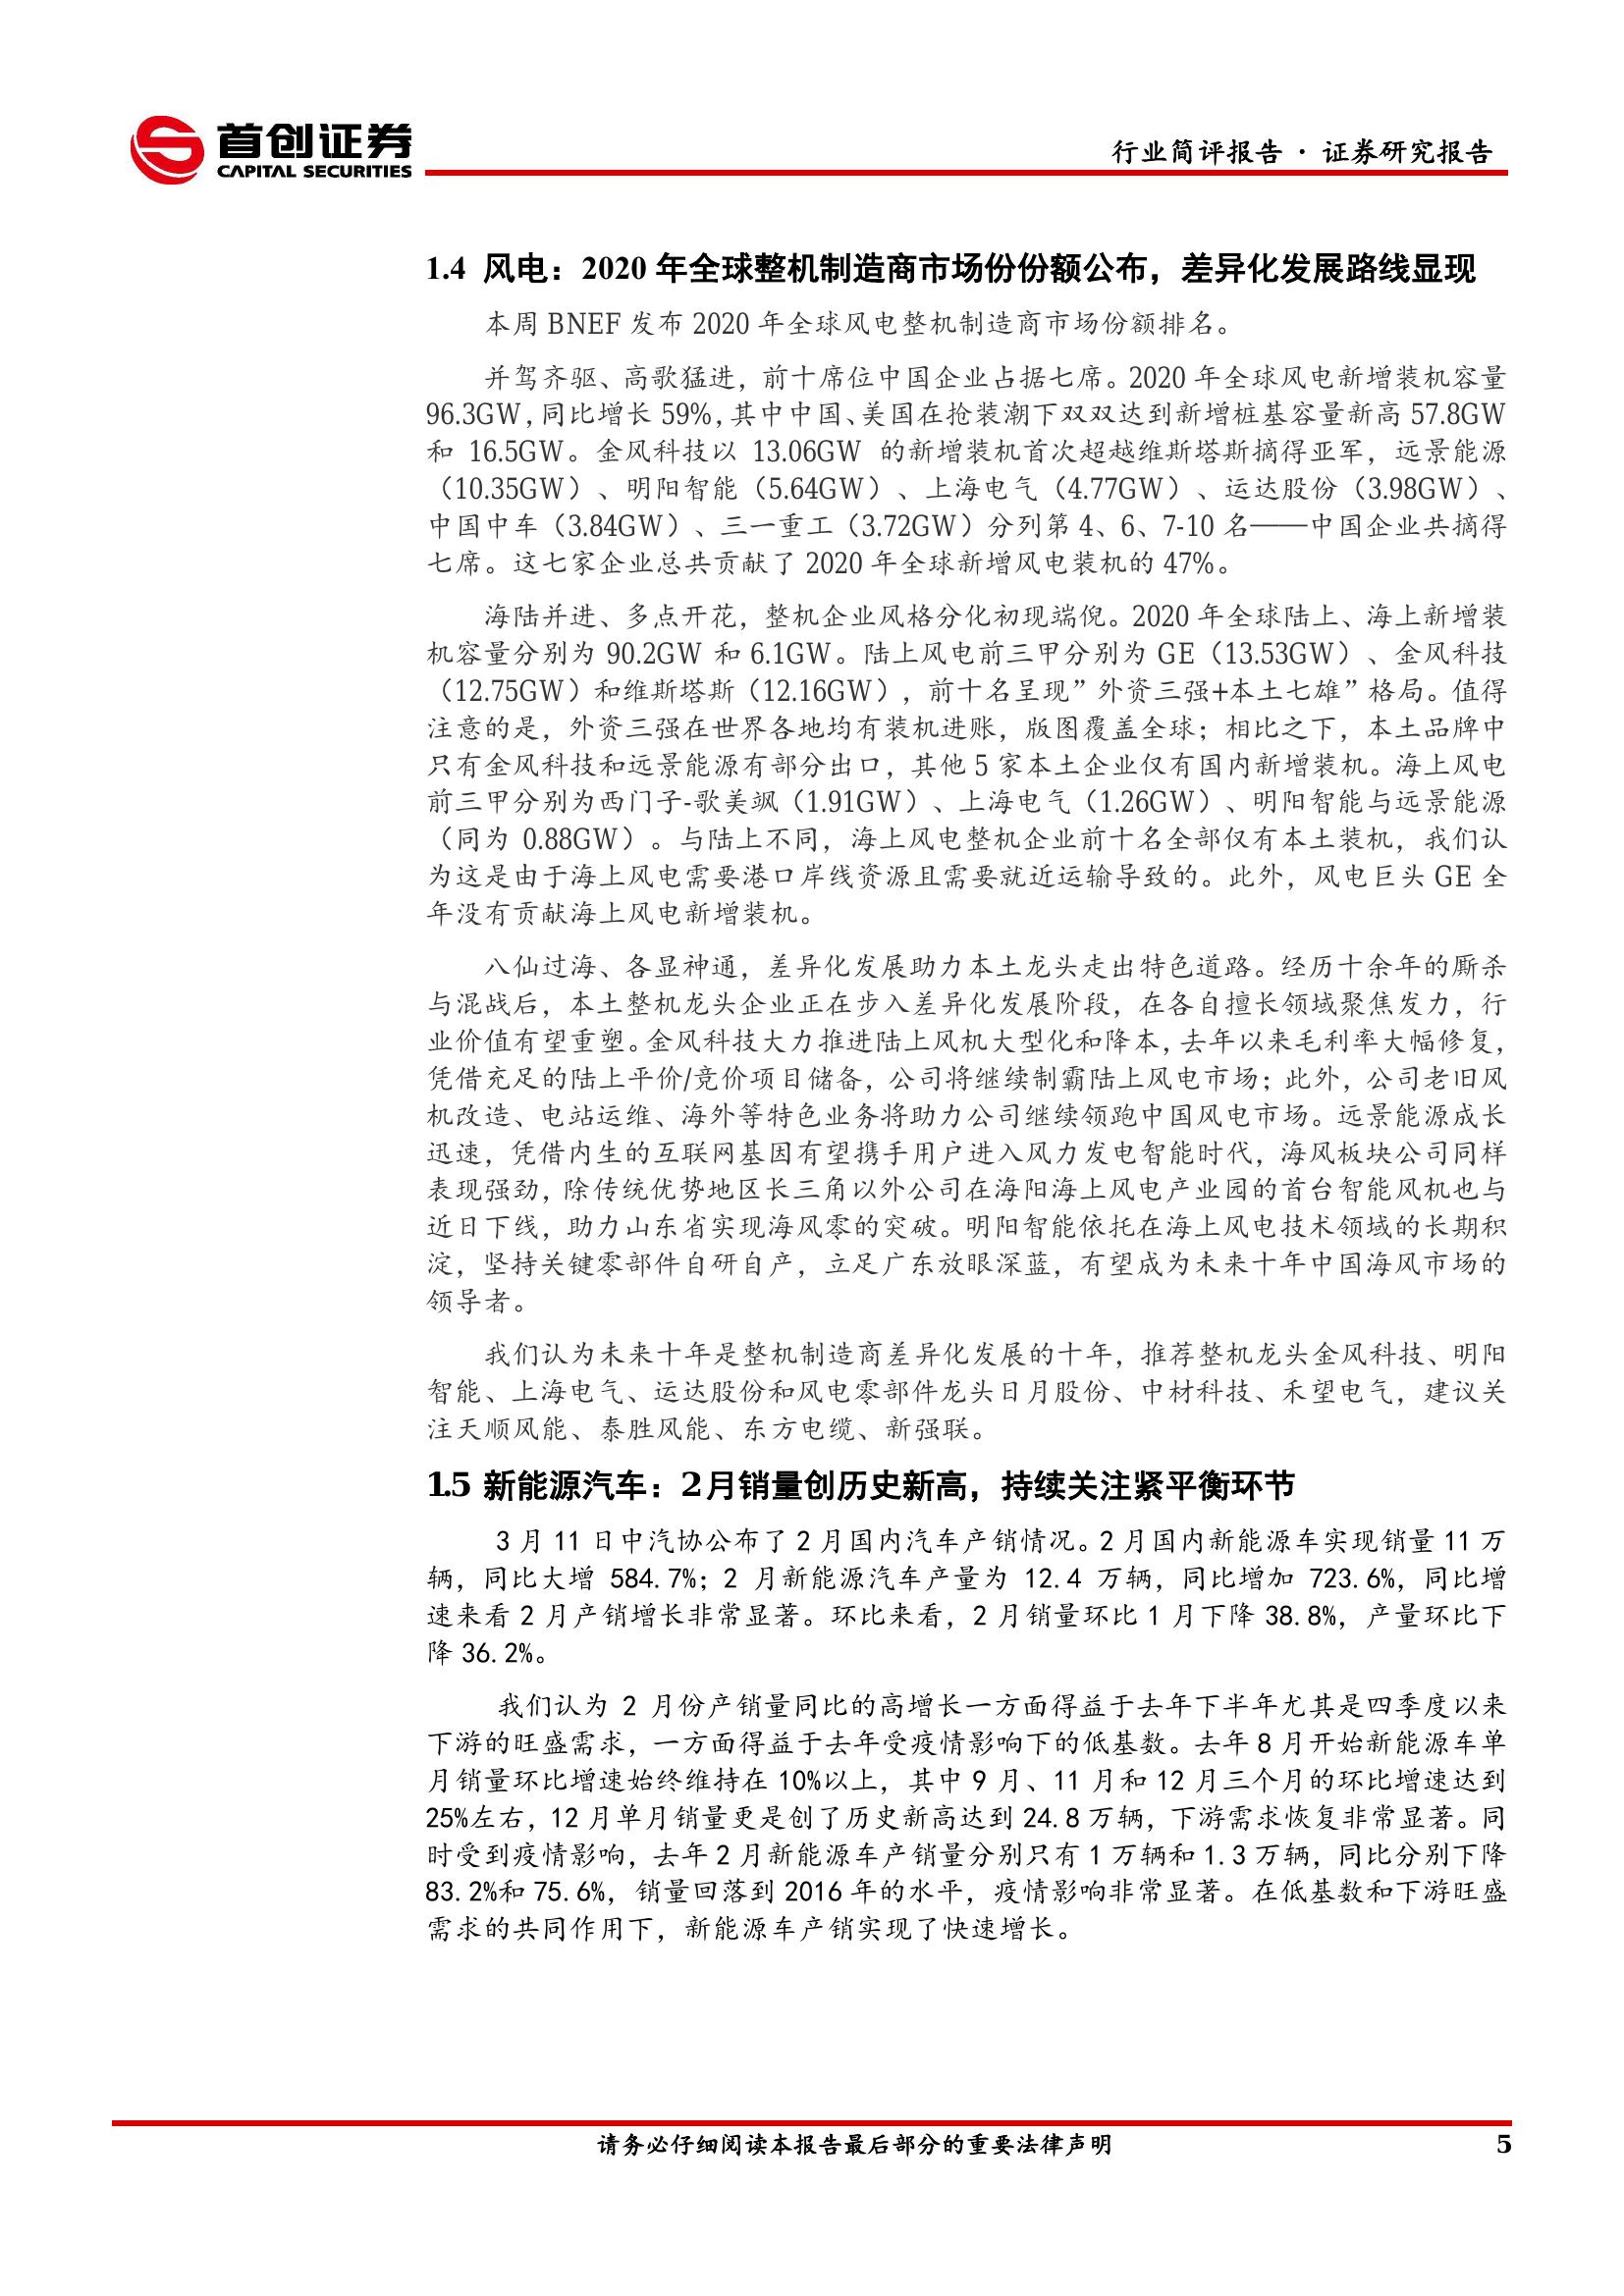 首创证券
CAPITAL SECURITIES
行业简评报告 · 证券研究报告
1.4 风电：2020 年全球整机制造商市场份份额公布，差异化发展路线显现
本周 BNEF 发布 2020 年全球风电整机制造商市场份额排名。
并驾齐驱、高歌猛进，前十席位中国企业占据七席。2020 年全球风电新增装机容量
96.3GW，同比增长 59%，其中中国、美国在抢装潮下双双达到新增桩基容量新高 57.8GW
和 16.5GW。金风科技以 13.06GW 的新增装机首次超越维斯塔斯摘得亚军，远景能源
（10.35GW）、明阳智能（5.64GW）、上海电气（4.77GW）、运达股份（3.98GW）、
中国中车（3.84GW）、三一重工（3.72GW）分列第 4、6、7-10 名——中国企业共摘得
七席。这七家企业总共贡献了 2020 年全球新增风电装机的 47%。
海陆并进、多点开花，整机企业风格分化初现端倪。2020 年全球陆上、海上新增装
机容量分别为 90.2GW 和 6.1GW。陆上风电前三甲分别为 GE（13.53GW）、金风科技
（12.75GW）和维斯塔斯（12.16GW），前十名呈现”外资三强+本土七雄”格局。值得
注意的是，外资三强在世界各地均有装机进账，版图覆盖全球；相比之下，本土品牌中
只有金风科技和远景能源有部分出口，其他 5 家本土企业仅有国内新增装机。海上风电
前三甲分别为西门子-歌美飒（1.91GW）、上海电气（1.26GW）、明阳智能与远景能源
（同为 0.88GW）。与陆上不同，海上风电整机企业前十名全部仅有本土装机，我们认
为这是由于海上风电需要港口岸线资源且需要就近运输导致的。此外，风电巨头 GE 全
年没有贡献海上风电新增装机。
八仙过海、各显神通，差异化发展助力本土龙头走出特色道路。经历十余年的厮杀
与混战后，本土整机龙头企业正在步入差异化发展阶段，在各自擅长领域聚焦发力，行
业价值有望重塑。金风科技大力推进陆上风机大型化和降本，去年以来毛利率大幅修复，
凭借充足的陆上平价/竞价项目储备，公司将继续制霸陆上风电市场；此外，公司老旧风
机改造、电站运维、海外等特色业务将助力公司继续领跑中国风电市场。远景能源成长
迅速，凭借内生的互联网基因有望携手用户进入风力发电智能时代，海风板块公司同样
表现强劲，除传统优势地区长三角以外公司在海阳海上风电产业园的首台智能风机也与
近日下线，助力山东省实现海风零的突破。明阳智能依托在海上风电技术领域的长期积
淀，坚持关键零部件自研自产，立足广东放眼深蓝，有望成为未来十年中国海风市场的
领导者。
我们认为未来十年是整机制造商差异化发展的十年，推荐整机龙头金风科技、明阳
智能、上海电气、运达股份和风电零部件龙头日月股份、中材科技、禾望电气，建议关
注天顺风能、泰胜风能、东方电缆、新强联。
1.5 新能源汽车：2月销量创历史新高，持续关注紧平衡环节
3 月 11 日中汽协公布了 2 月国内汽车产销情况。2 月国内新能源车实现销量 11 万
辆，同比大增 584.7%；2 月新能源汽车产量为 12.4 万辆，同比增加 723.6%，同比增
速来看 2 月产销增长非常显著。环比来看，2 月销量环比 1 月下降 38.8%，产量环比下
降 36.2%。
我们认为 2 月份产销量同比的高增长一方面得益于去年下半年尤其是四季度以来
下游的旺盛需求，一方面得益于去年受疫情影响下的低基数。去年 8 月开始新能源车单
月销量环比增速始终维持在 10%以上，其中 9 月、11 月和 12 月三个月的环比增速达到
25%左右，12 月单月销量更是创了历史新高达到 24.8 万辆，下游需求恢复非常显著。同
时受到疫情影响，去年 2 月新能源车产销量分别只有 1 万辆和 1.3 万辆，同比分别下降
83.2%和 75.6%，销量回落到 2016 年的水平，疫情影响非常显著。在低基数和下游旺盛
需求的共同作用下，新能源车产销实现了快速增长。
请务必仔细阅读本报告最后部分的重要法律声明
5